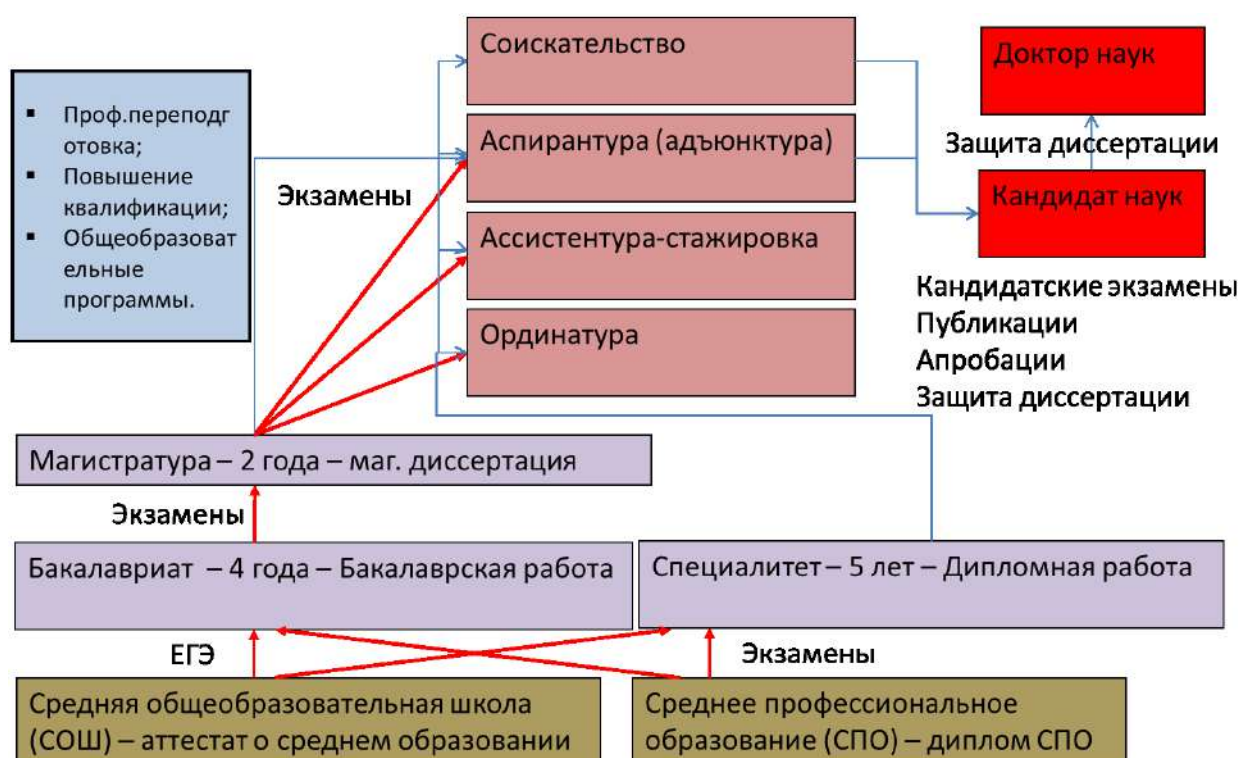 Проф.переподг
отовка;
Повышение
квалификации;
Общеобразоват
ельные
программы.
Соискательство
Аспирантура (адъюнктура)
Ассистентура-стажировка
Ординатура
Экзамены
Доктор наук
Защита диссертации
Кандидат наук
Кандидатские экзамены
Публикации
Апробации
Защита диссертации
Магистратура – 2 года – маг. диссертация
Экзамены
Бакалавриат – 4 года – Бакалаврская работа
Специалитет – 5 лет – Дипломная работа
ЕГЭ
Экзамены
Средняя общеобразовательная школа
(СОШ) – аттестат о среднем образовании
Среднее профессиональное
образование (СПО) – диплом СПО